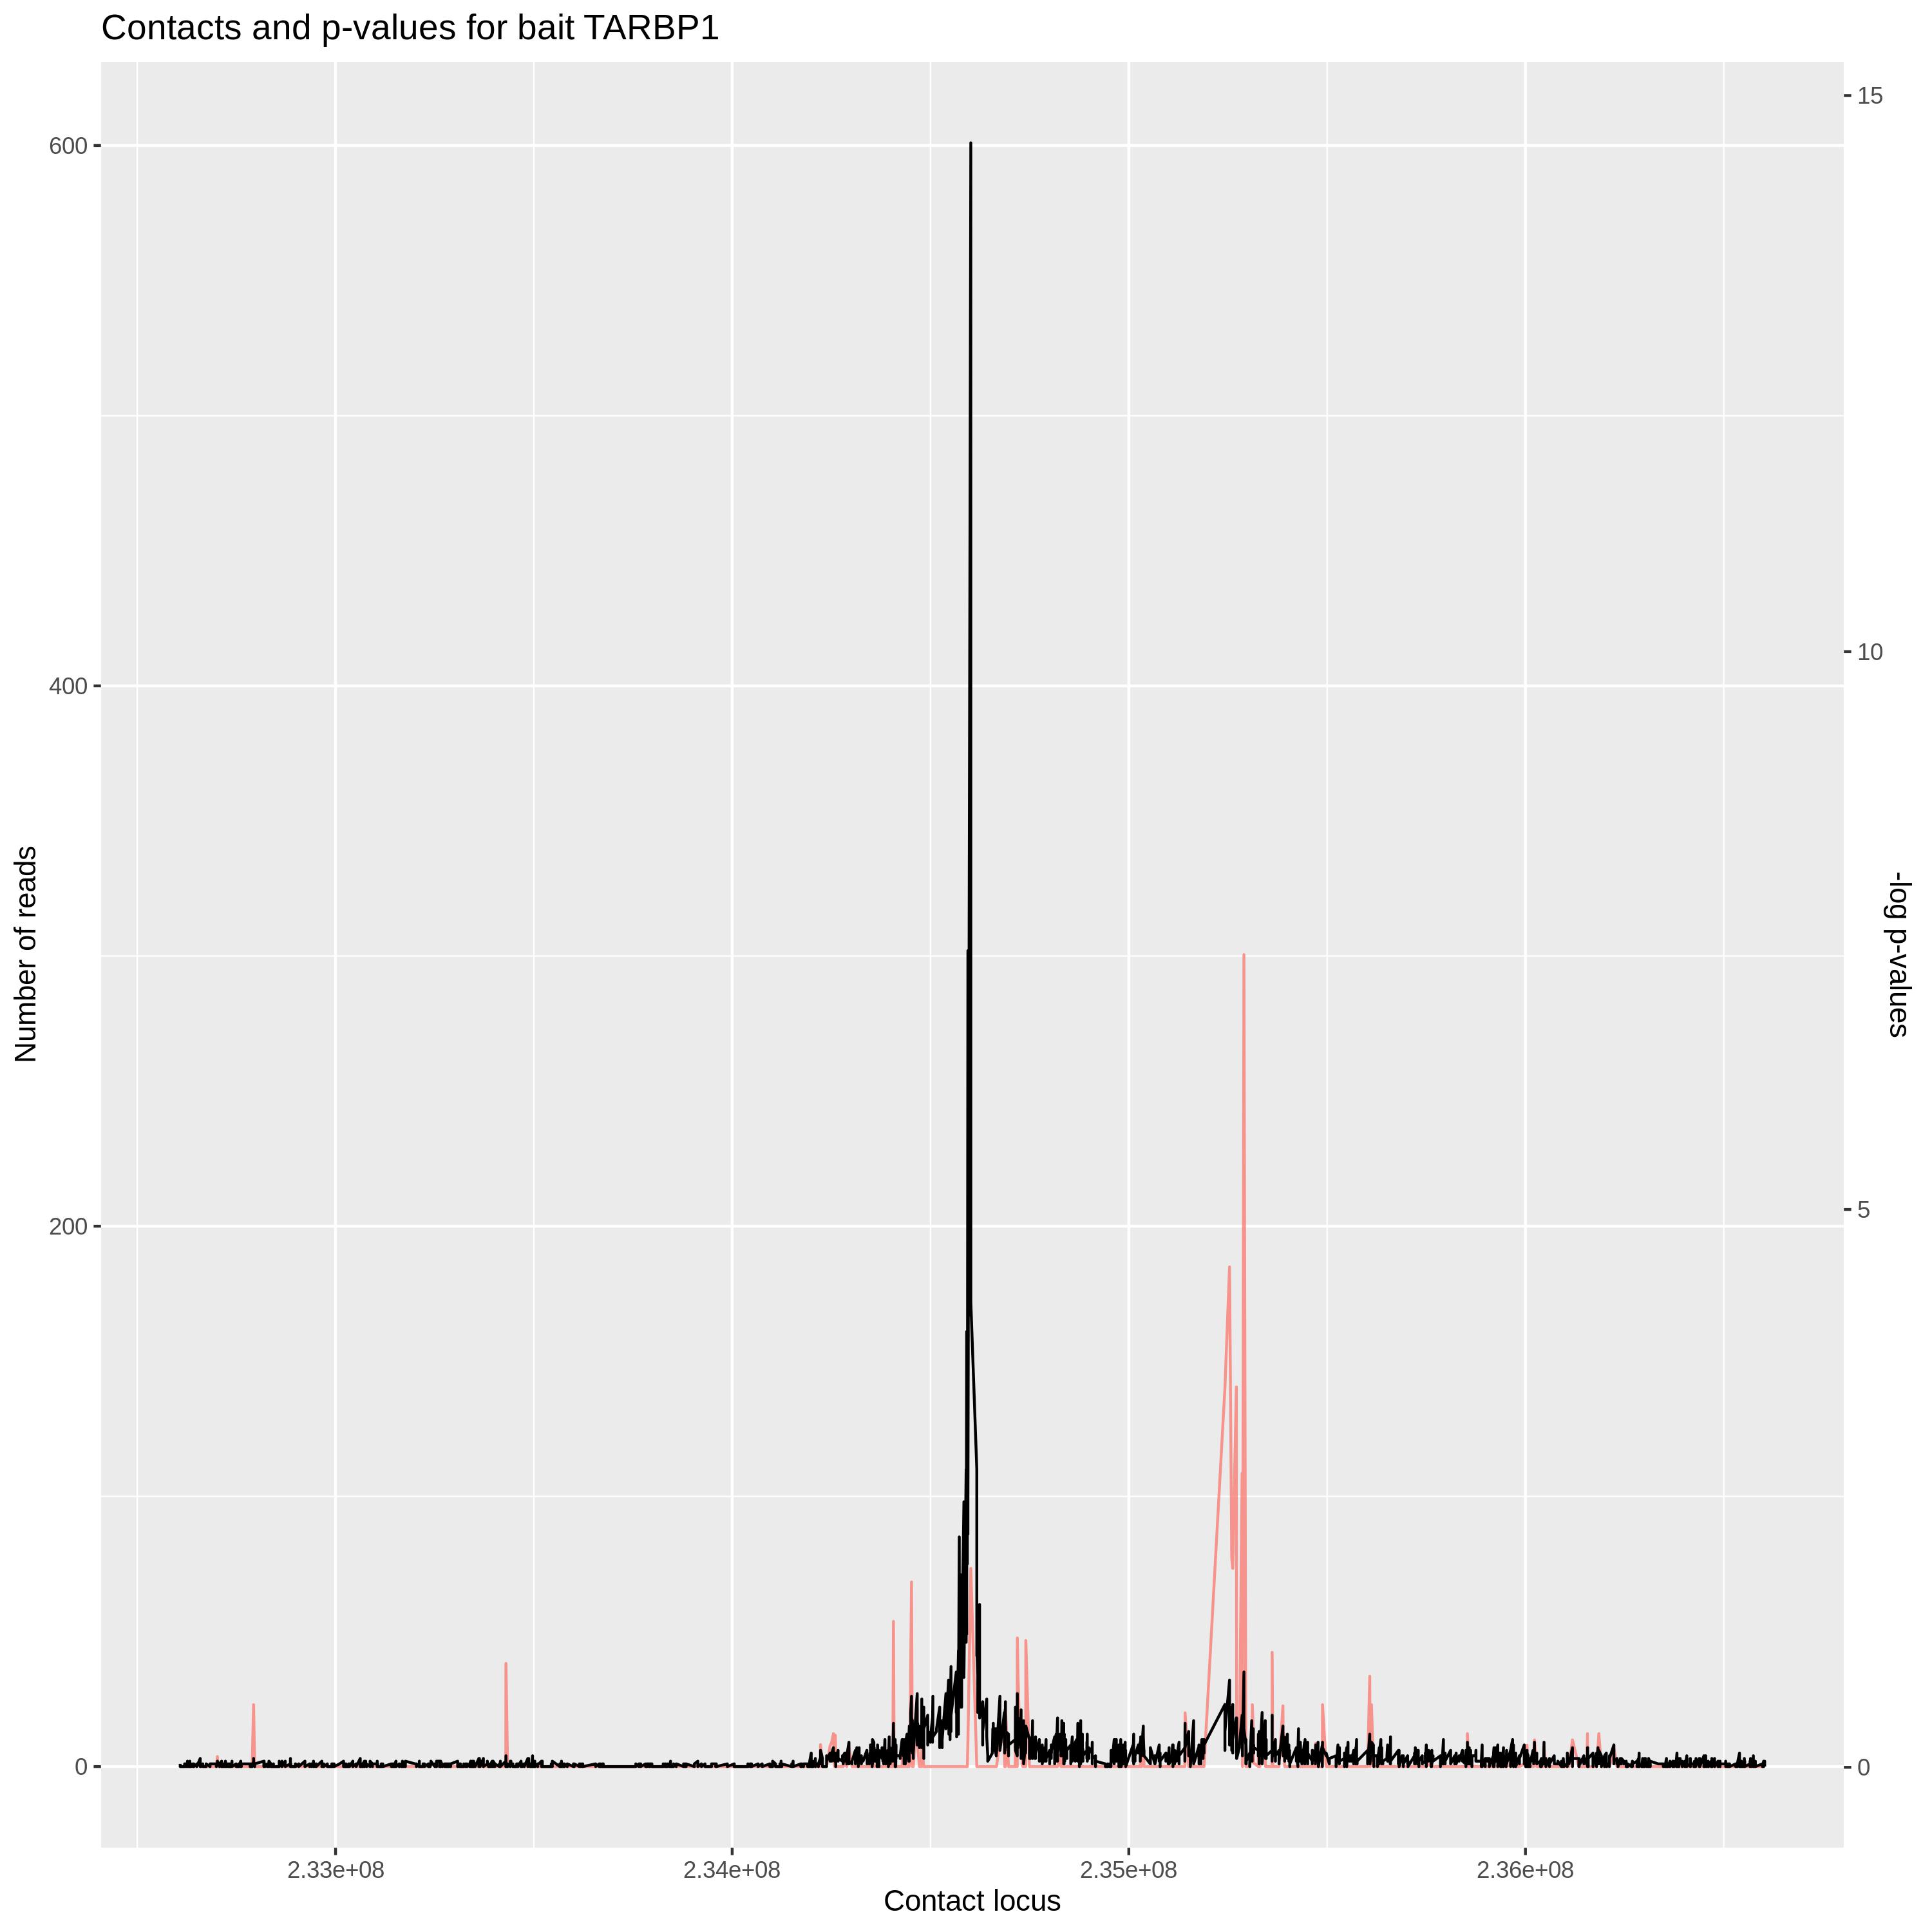 Contacts and p-values for bait TARBP1
600
400
200
0
15
10
5
0
Number of reads
-log p-values
2.33e+08
2.34e+08
2.35e+08
2.36e+08
Contact locus